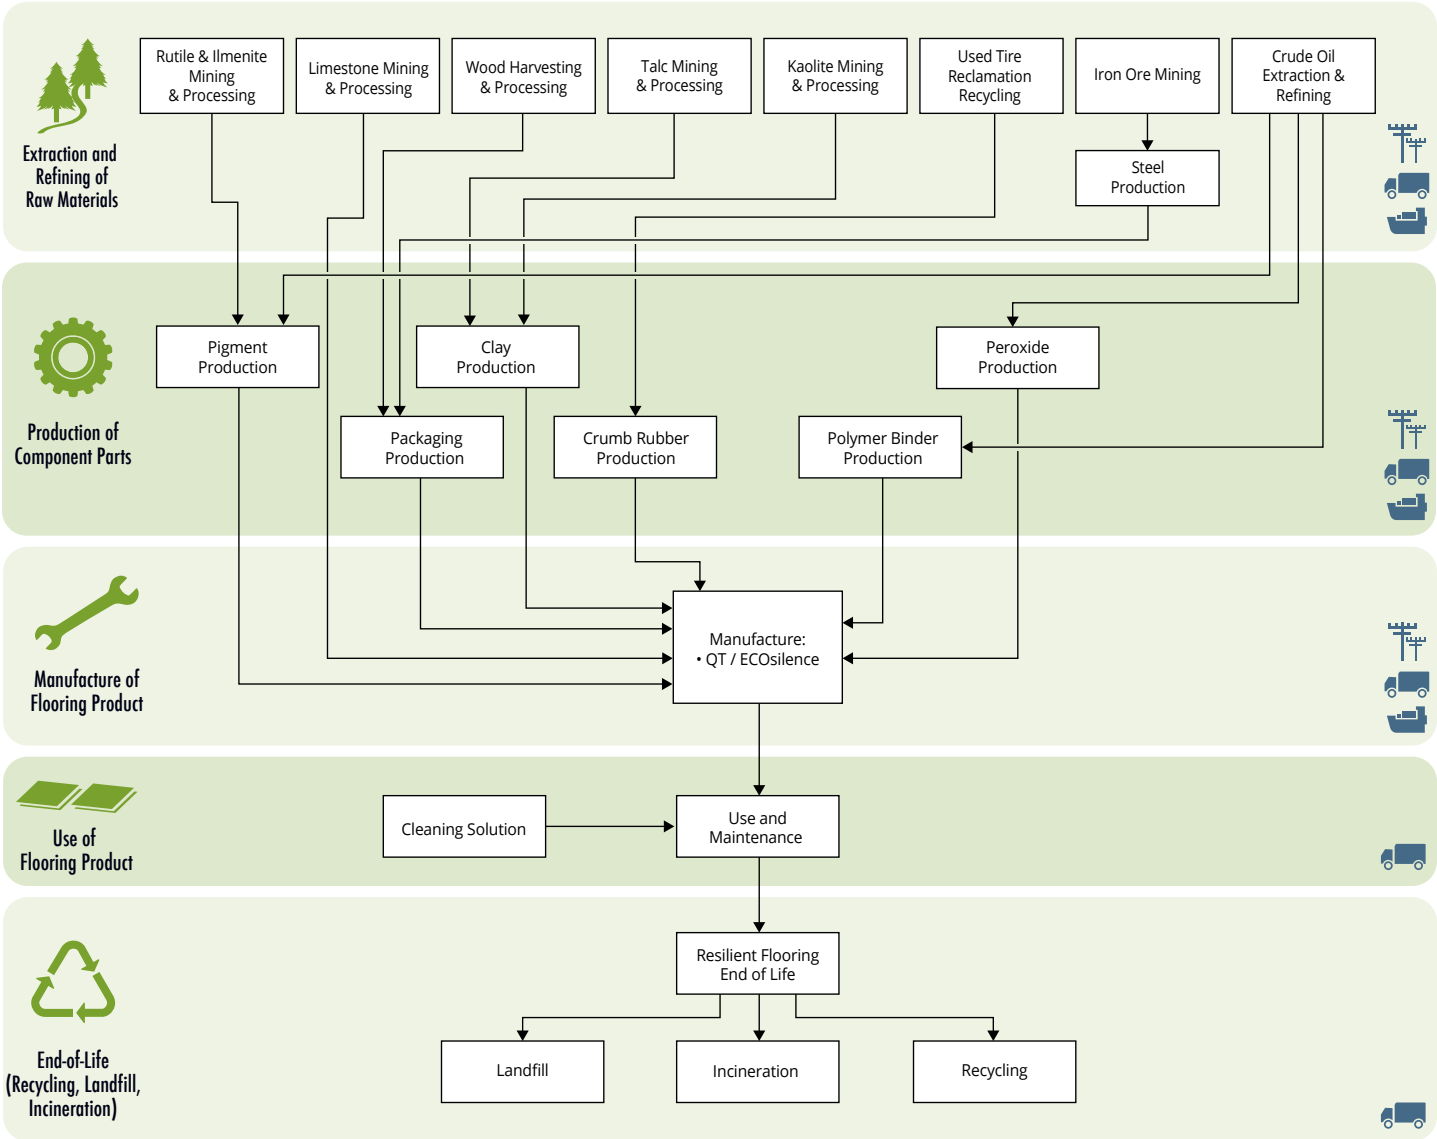 Rutile & Ilmenite
Mining
& Processing
Limestone Mining
& Processing
Wood Harvesting
& Processing
Talc Mining
& Processing
Kaolite Mining
& Processing
Used Tire
Reclamation
Recycling
Iron Ore Mining
Crude Oil
Extraction &
Refining
Extraction and
Refining of
Raw Materials
Steel
Production
Pigment
Production
Clay
Production
Peroxide
Production
Production of
Component Parts
Packaging
Production
Crumb Rubber
Production
Polymer Binder
Production
Manufacture of
Flooring Product
Manufacture:
• QT / ECOsilence
Use of
Flooring Product
Cleaning Solution
Use and
Maintenance
Resilient Flooring
End of Life
End-of-Life
(Recycling, Landfill,
Incineration)
Landfill
Incineration
Recycling